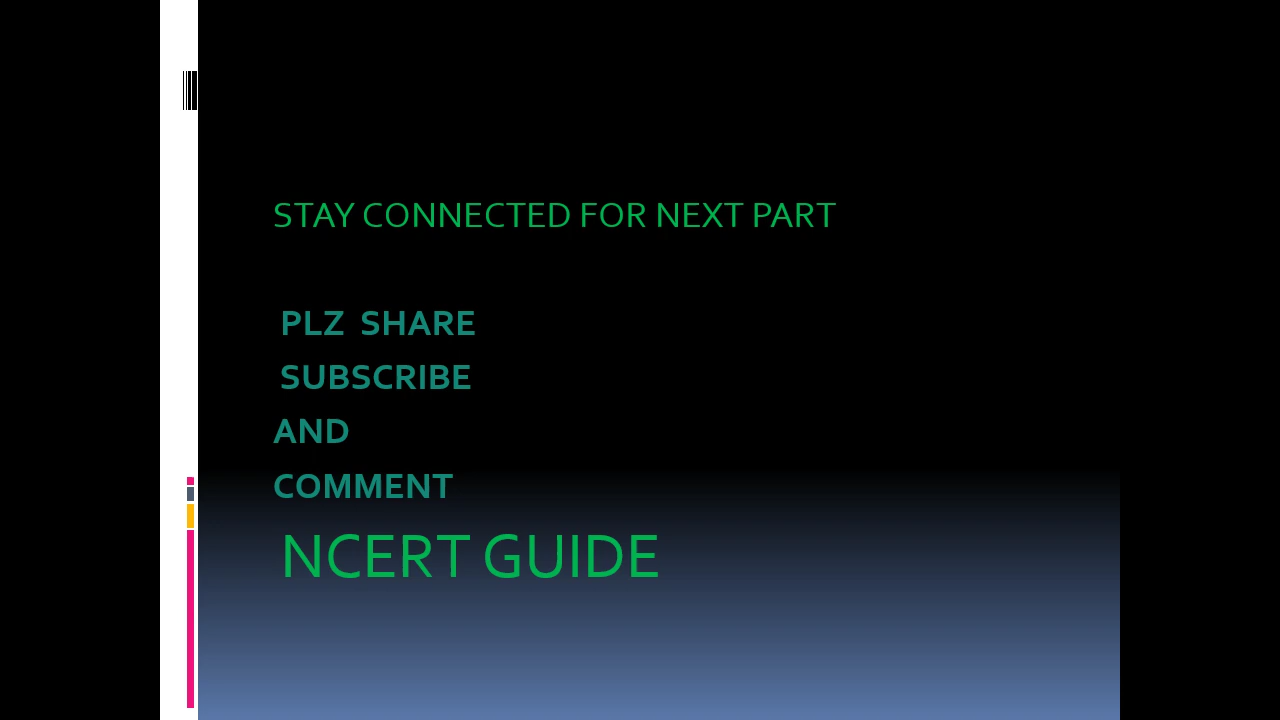 STAY CONNECTED FOR NEXT PART
PLZ  SHARE
SUBSCRIBE
AND
COMMENT
NCERT GUIDE